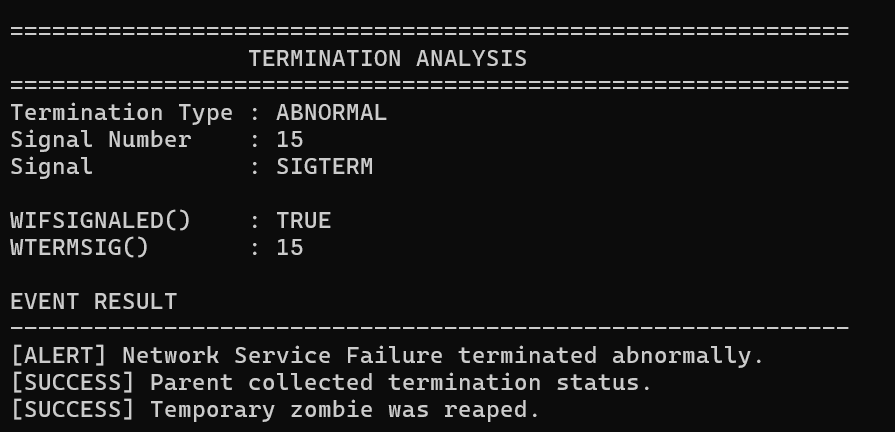 ============================================================
TERMINATION ANALYSIS
============================================================
Termination Type : ABNORMAL
Signal Number : 15
Signal : SIGTERM
WIFSIGNALED() : TRUE
WTERMSIG() : 15
EVENT RESULT
------------------------------------------------------------
[ALERT] Network Service Failure terminated abnormally.
[SUCCESS] Parent collected termination status.
[SUCCESS] Temporary zombie was reaped.